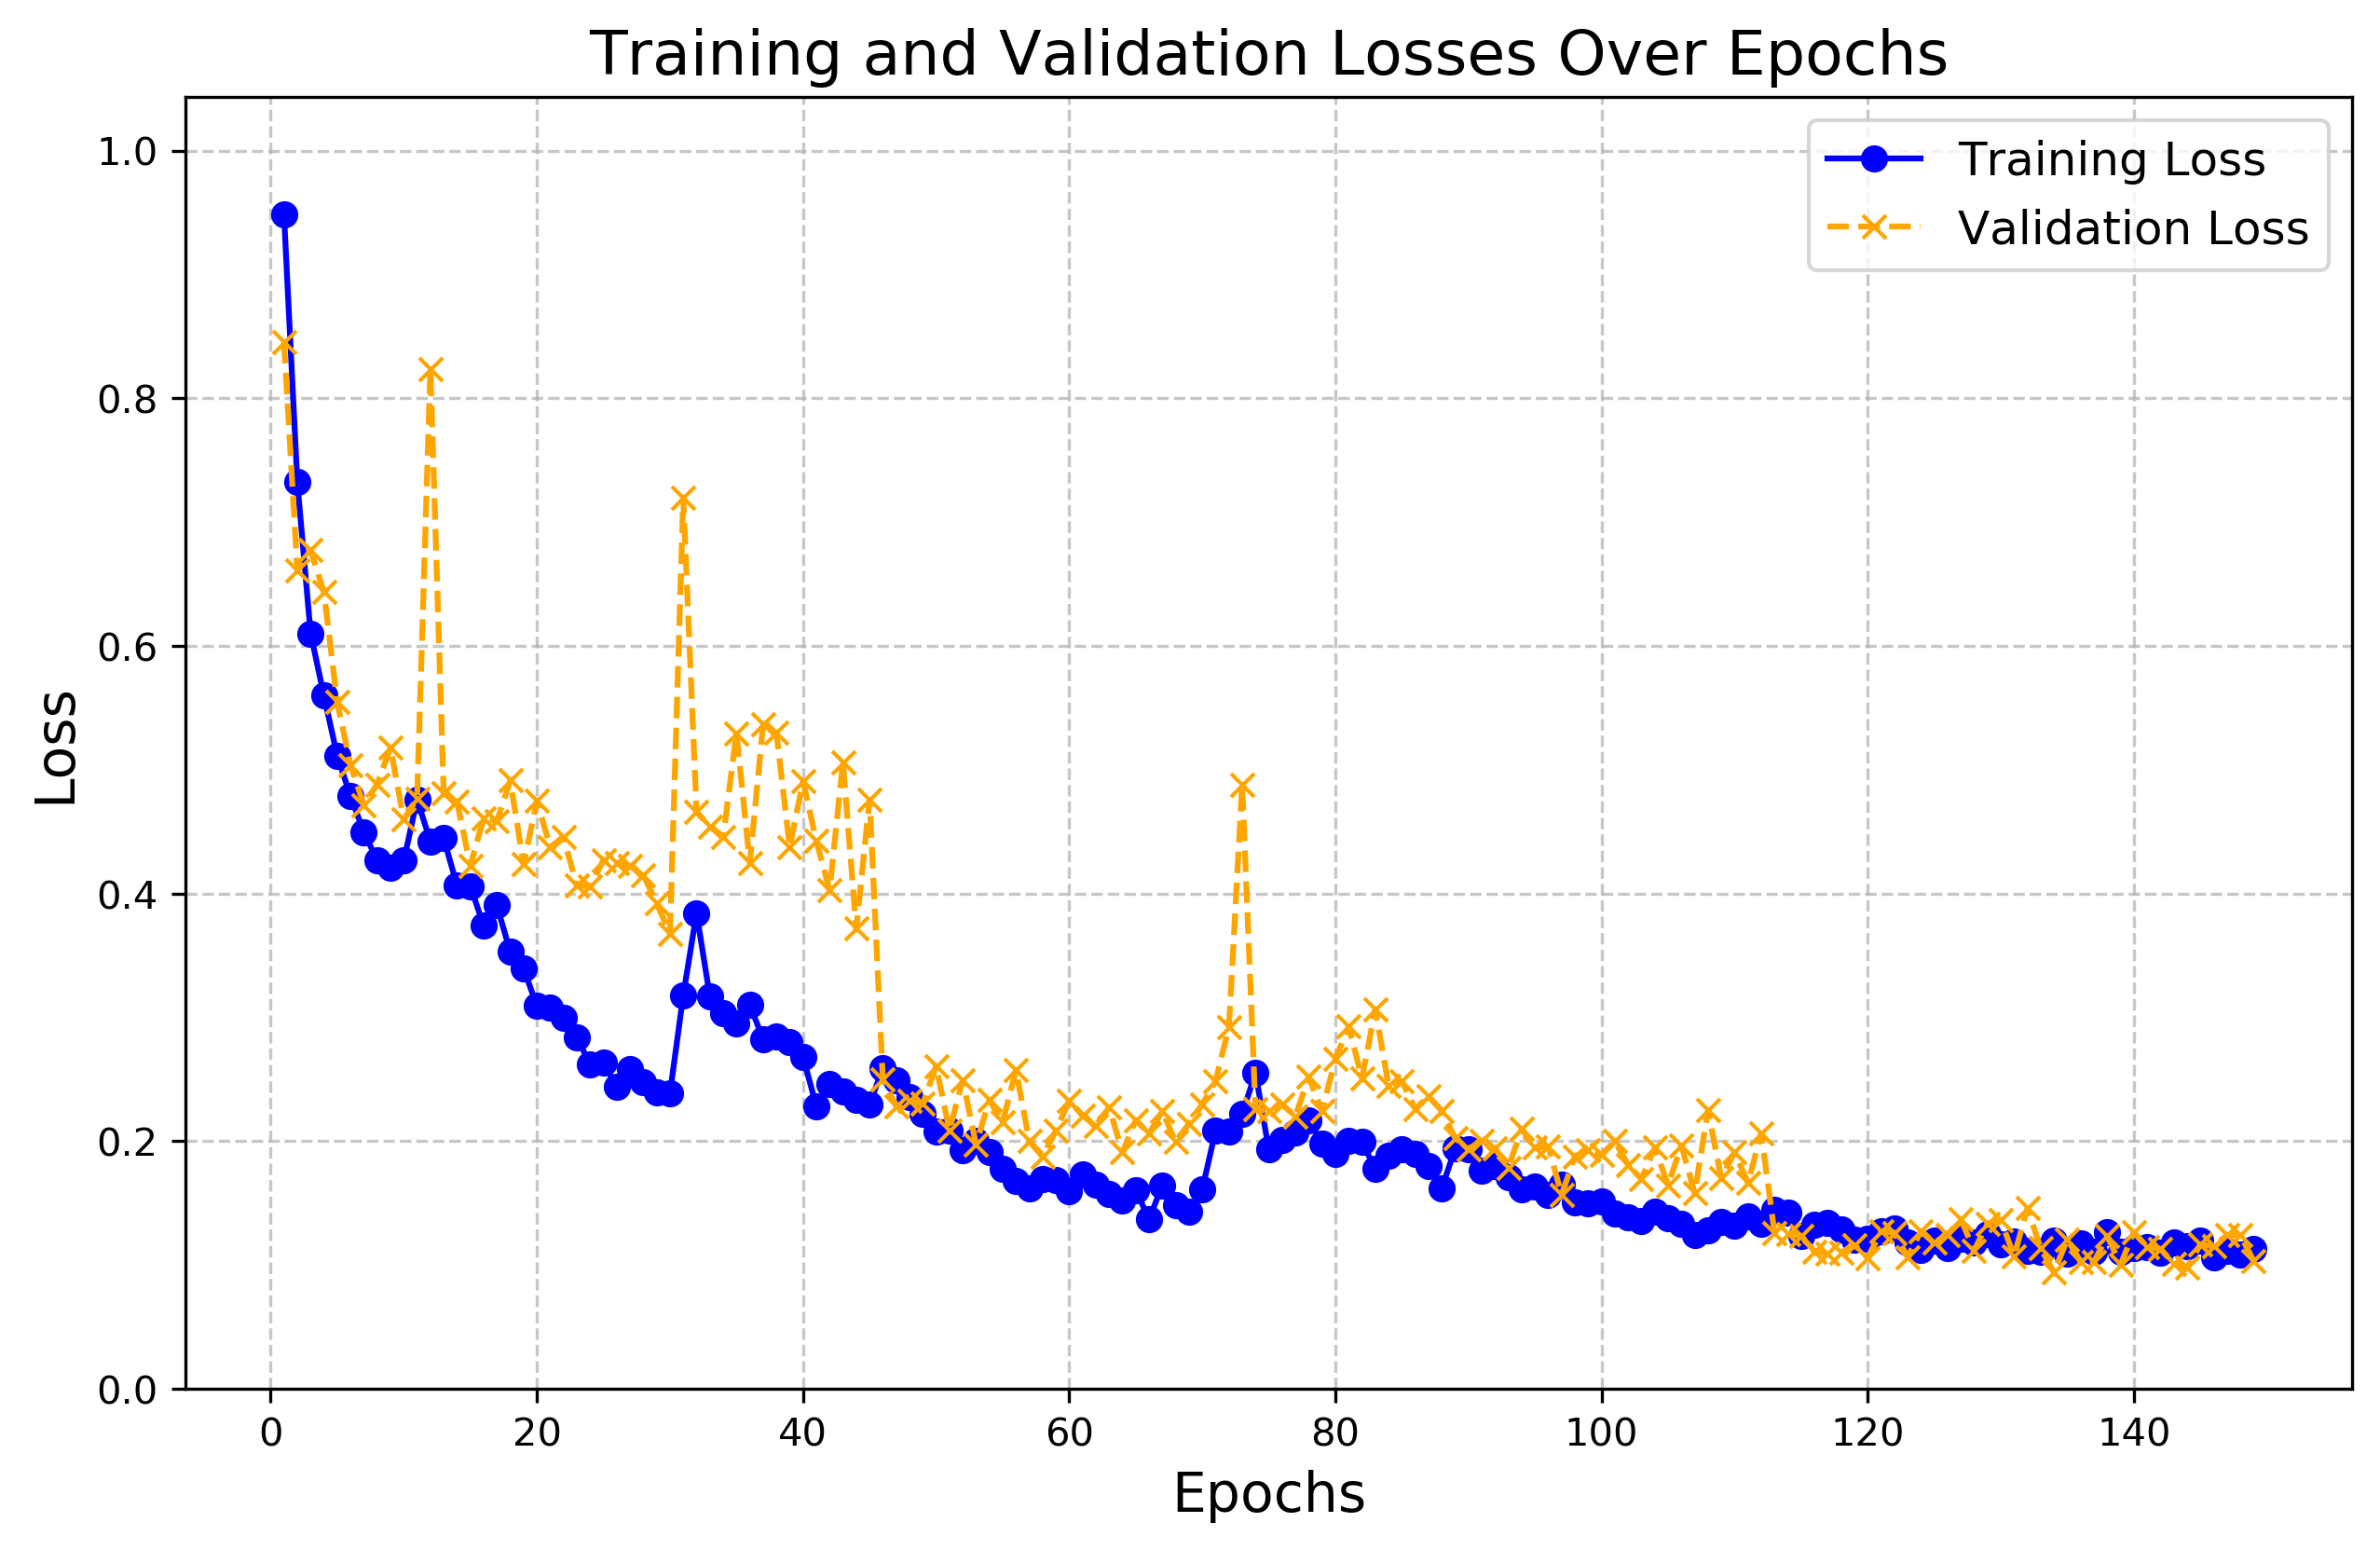 Training and Validation Losses Over Epochs
1.0
0.8
0.6
0.4
0.2
0.0
Loss
Training Loss
Validation Loss
0 20 40 60 80 100 120 140
Epochs